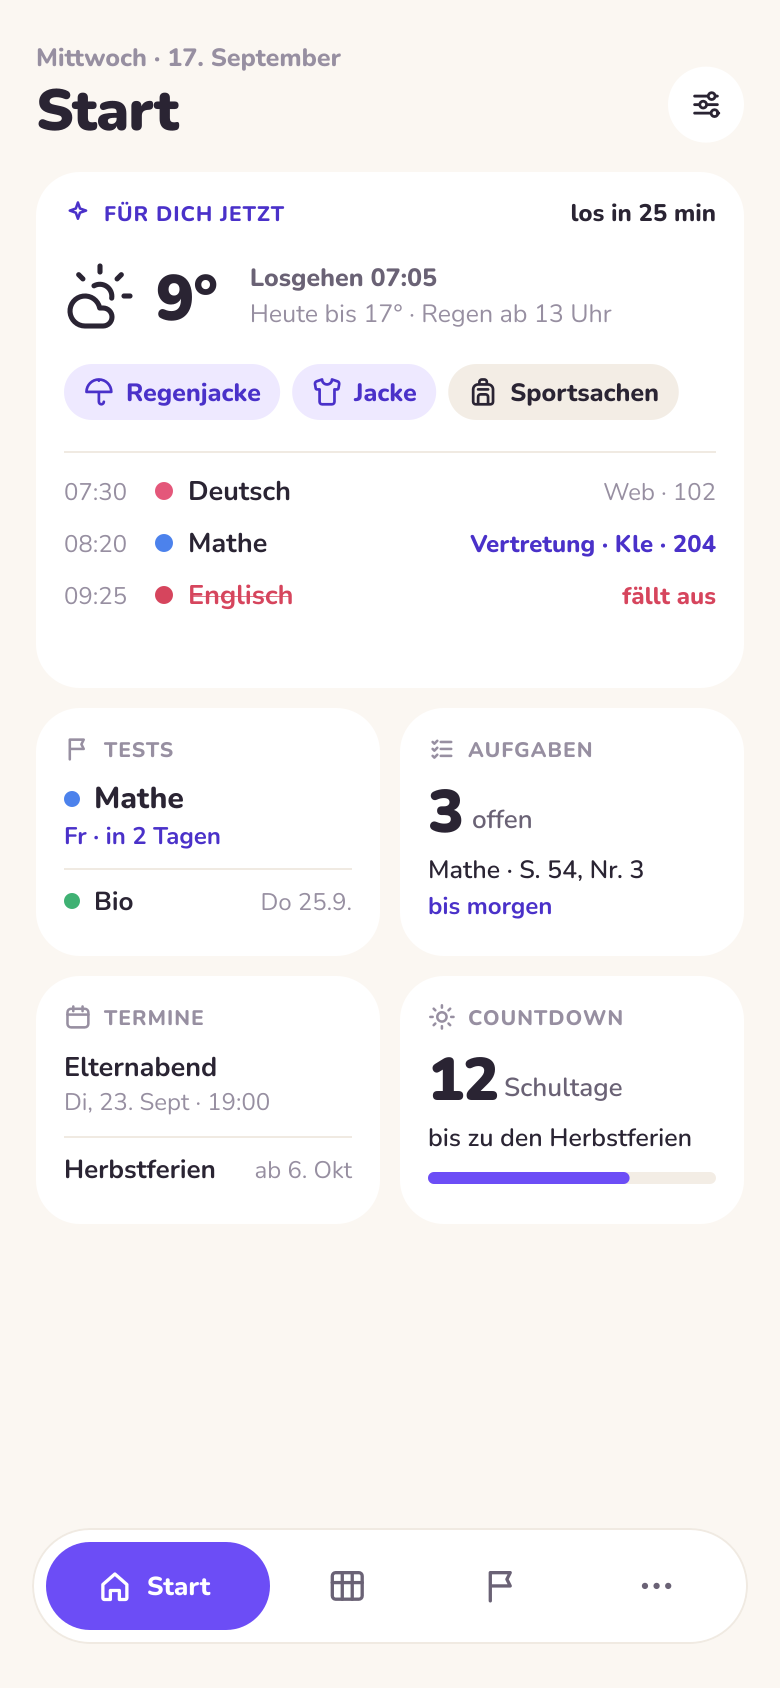 Mittwoch · 17. September
Start
FÜR DICH JETZT
los in 25 min
9°
Losgehen 07:05
Heute bis 17° · Regen ab 13 Uhr
Regenjacke
Jacke
Sportsachen
07:30 Deutsch Web · 102
08:20 Mathe Vertretung · Kle · 204
09:25 Englisch fällt aus
TESTS
Mathe
Fr · in 2 Tagen
Bio Do 25.9.
AUFGABEN
3 offen
Mathe · S. 54, Nr. 3
bis morgen
TERMINE
Elternabend
Di, 23. Sept · 19:00
Herbstferien ab 6. Okt
COUNTDOWN
12 Schultage
bis zu den Herbstferien
Start